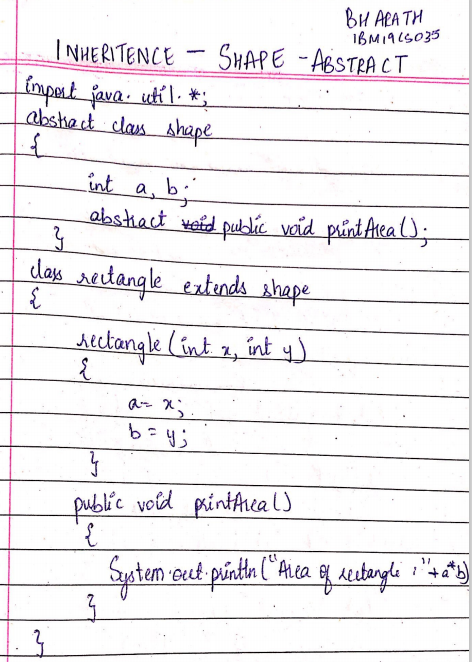 BHARATH
1BM19CS035
INHERITENCE - SHAPE - ABSTRACT
import java.util.*;
abstract class shape
{
int a, b;
abstract public void printArea();
}
class rectangle extends shape
{
rectangle (int x, int y)
{
a= x;
b = y;
}
public void printArea()
{
System.out.println("Area of rectangle :"+a*b)
}
}